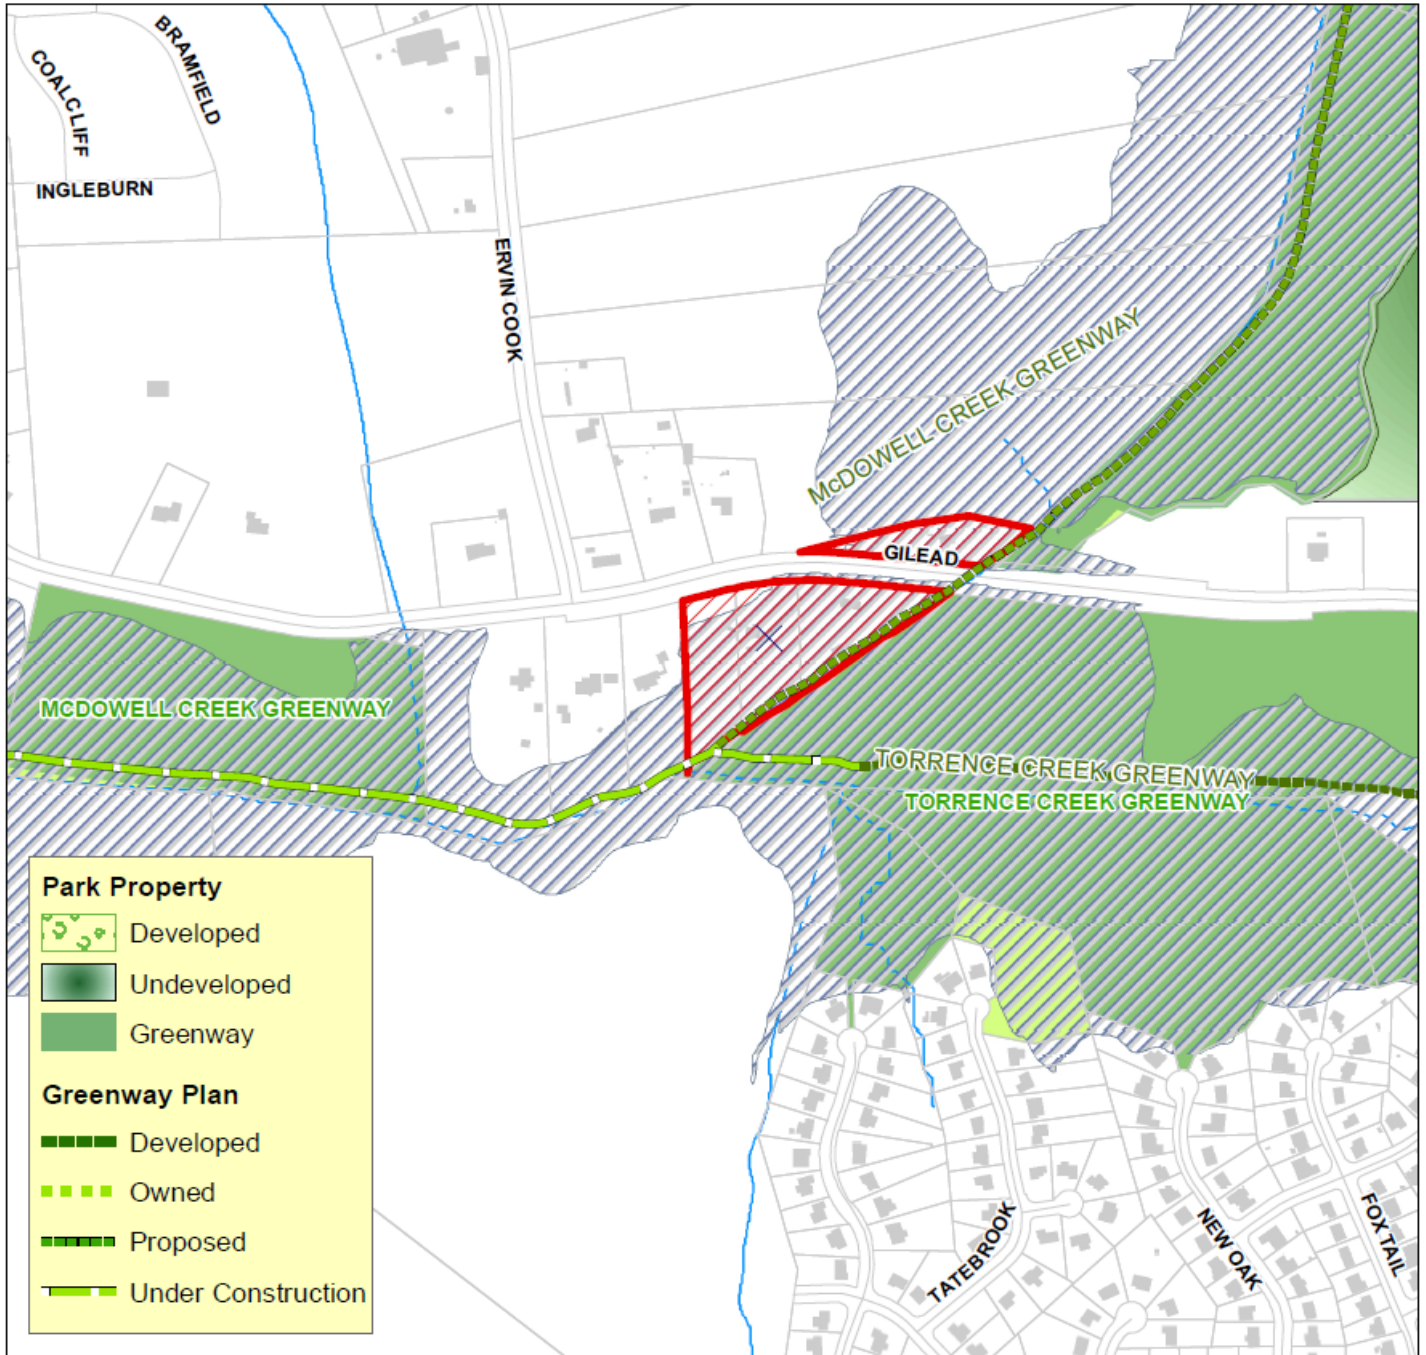 BRAMFIELD
COALCLIFF
INGLEBURN
ERVIN COOK
McDOWELL CREEK GREENWAY
GILEAD
MCDOWELL CREEK GREENWAY
TORRENCE CREEK GREENWAY
TORRENCE CREEK GREENWAY
Park Property
Developed
Undeveloped
Greenway
Greenway Plan
Developed
Owned
Proposed
Under Construction
TATEBROOK
NEW OAK
FOX TAIL